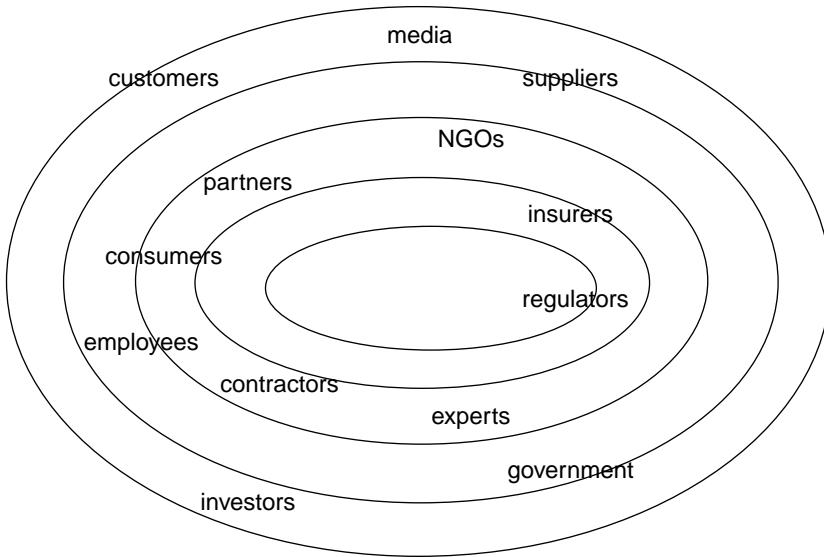 media
customers
suppliers
NGOs
partners
insurers
consumers
regulators
employees
contractors
experts
government
investors